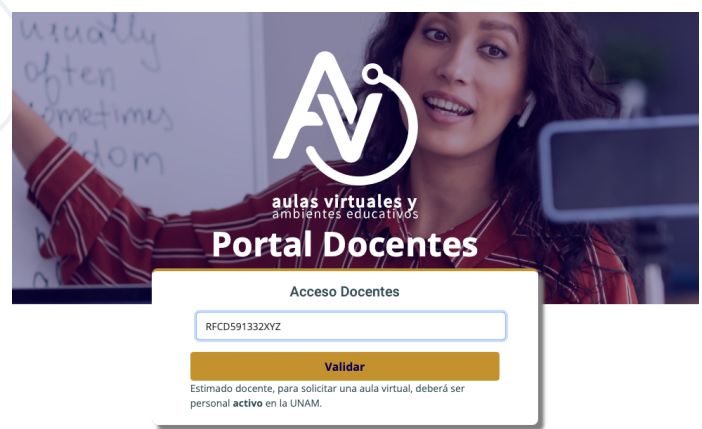 usually
often
sometimes
AV
aulas virtuales y
ambientes educativos
Portal Docentes
Acceso Docentes
RFCD591332XYZ
Validar
Estimado docente, para solicitar una aula virtual, deberá ser
personal activo en la UNAM.